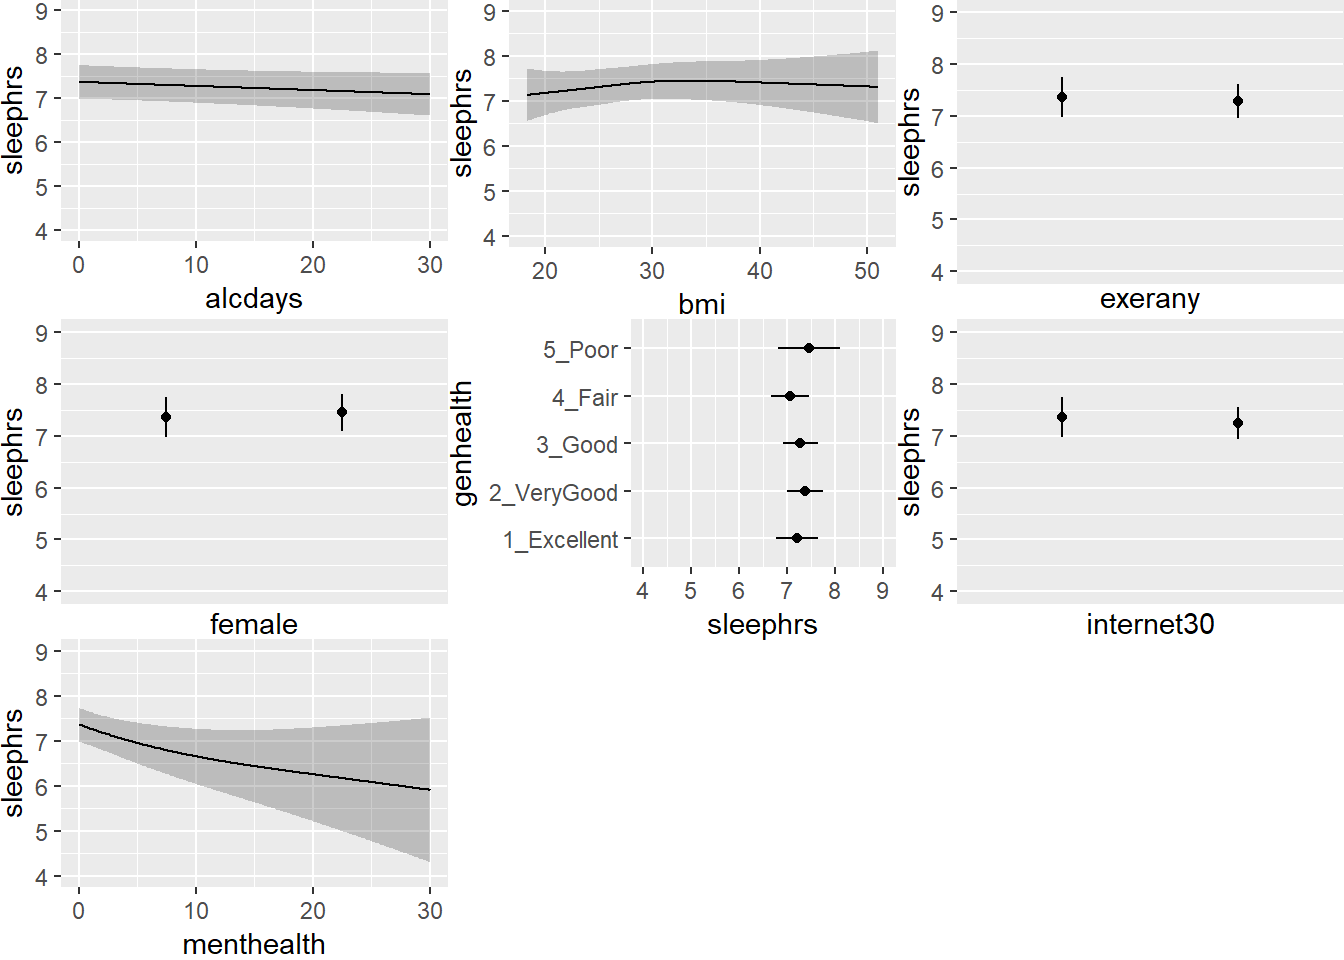 sleephrs
9
8
7
6
5
4
0 10 20 30
alcdays
sleephrs
9
8
7
6
5
4
20 30 40 50
bmi
sleephrs
9
8
7
6
5
4
exerany
sleephrs
9
8
7
6
5
4
female
genhealth
5_Poor
4_Fair
3_Good
2_VeryGood
1_Excellent
4 5 6 7 8 9
sleephrs
sleephrs
9
8
7
6
5
4
internet30
sleephrs
9
8
7
6
5
4
0 10 20 30
menthealth